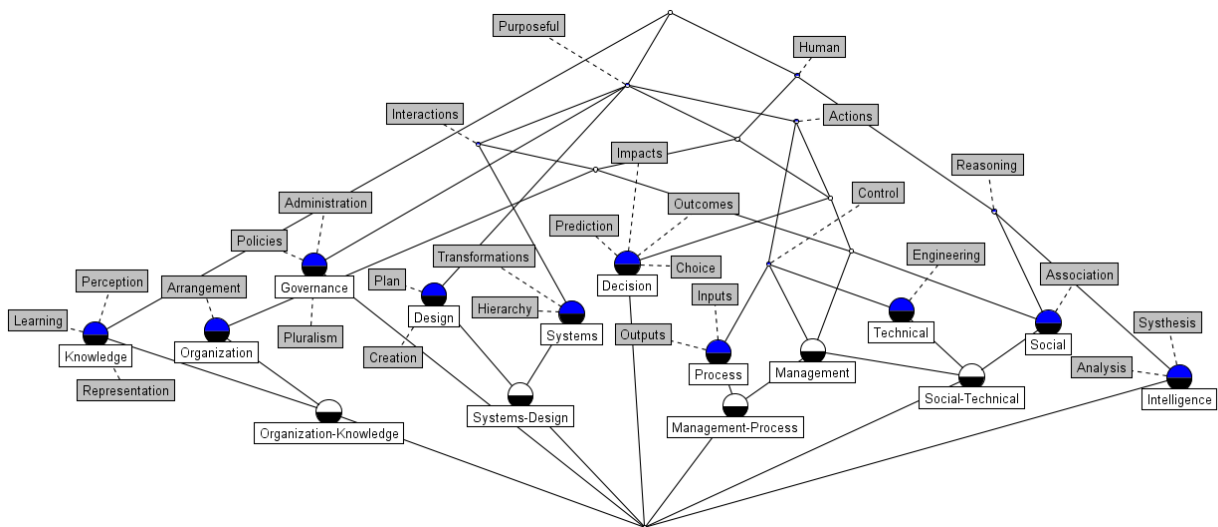 Purposeful
Human
Interactions
Actions
Impacts
Reasoning
Control
Administration
Outcomes
Prediction
Policies
Transformations
Engineering
Perception
Arrangement
Plan
Choice
Association
Governance
Decision
Learning
Hierarchy
Inputs
Design
Technical
Systhesis
Pluralism
Systems
Outputs
Social
Knowledge
Organization
Creation
Process
Management
Analysis
Representation
Intelligence
Systems-Design
Social-Technical
Organization-Knowledge
Management-Process